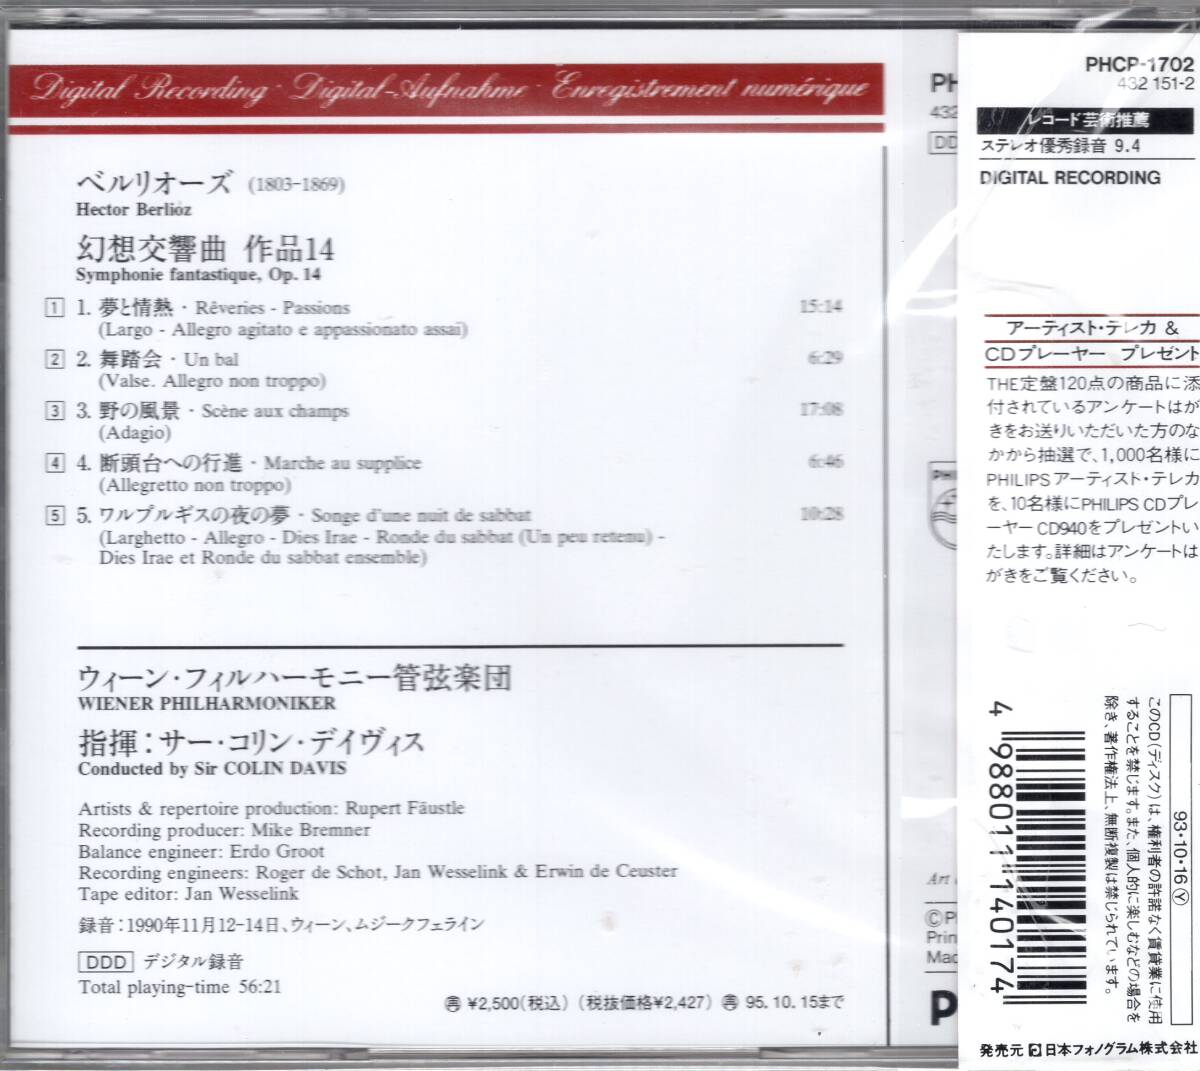 Digital Recording · Digital-Aufnahme · Enregistrement numérique
ベルリオーズ (1803-1869)
Hector Berlioz
幻想交響曲 作品14
Symphonie fantastique, Op. 14
1 1. 夢と情熱・Rêveries - Passions 15:14
(Largo - Allegro agitato e appassionato assai)
2 2. 舞踏会・Un bal 6:29
(Valse. Allegro non troppo)
3 3. 野の風景・Scène aux champs 17:08
(Adagio)
4 4. 断頭台への行進・Marche au supplice 6:46
(Allegretto non troppo)
5 5. ワルプルギスの夜の夢・Songe d'une nuit de sabbat 10:28
(Larghetto - Allegro - Dies Irae - Ronde du sabbat (Un peu retenu) -
Dies Irae et Ronde du sabbat ensemble)
ウィーン・フィルハーモニー管弦楽団
WIENER PHILHARMONIKER
指揮：サー・コリン・デイヴィス
Conducted by Sir COLIN DAVIS
Artists & repertoire production: Rupert Fäustle
Recording producer: Mike Bremner
Balance engineer: Erdo Groot
Recording engineers: Roger de Schot, Jan Wesselink & Erwin de Ceuster
Tape editor: Jan Wesselink
録音：1990年11月12-14日、ウィーン、ムジークフェライン
DDD デジタル録音
Total playing-time 56:21
再 ¥2,500(税込) (税抜価格¥2,427) 再 95.10.15まで
PH
432
DD
PHI
Art
©P
Prin
Mad
P
PHCP-1702
432 151-2
レコード芸術推薦
ステレオ優秀録音 9.4
DIGITAL RECORDING
アーティスト・テレカ &
CDプレーヤー プレゼント
THE定盤120点の商品に添
付されているアンケートはが
きをお送りいただいた方のな
かから抽選で、1,000名様に
PHILIPSアーティスト・テレカ
を、10名様にPHILIPS CDプレ
ーヤーCD940をプレゼントい
たします。詳細はアンケートは
がきをご覧ください。
93・10・16 Ⓨ
このCD(ディスク)は、権利者の許諾なく賃貸業に使用
することを禁じます。また、個人的に楽しむなどの場合を
除き、著作権法上、無断複製は禁じられています。
4 988011 140174
発売元 日本フォノグラム株式会社